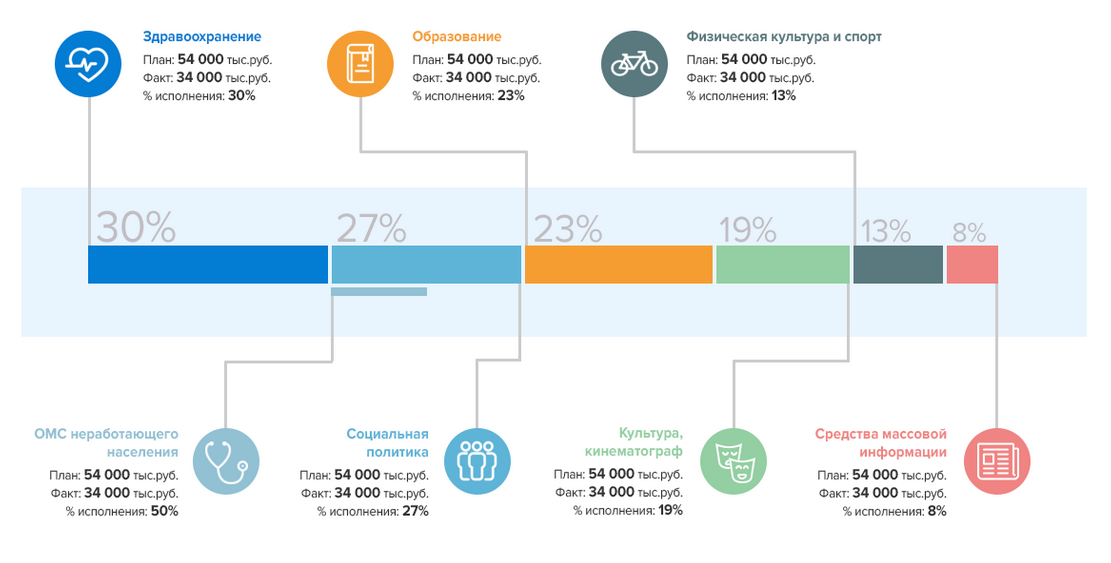 Здравоохранение
План: 54 000 тыс.руб.
Факт: 34 000 тыс.руб.
% исполнения: 30%
Образование
План: 54 000 тыс.руб.
Факт: 34 000 тыс.руб.
% исполнения: 23%
Физическая культура и спорт
План: 54 000 тыс.руб.
Факт: 34 000 тыс.руб.
% исполнения: 13%
30%
27%
23%
19%
13%
8%
ОМС неработающего
населения
План: 54 000 тыс.руб.
Факт: 34 000 тыс.руб.
% исполнения: 50%
Социальная
политика
План: 54 000 тыс.руб.
Факт: 34 000 тыс.руб.
% исполнения: 27%
Культура,
кинематограф
План: 54 000 тыс.руб.
Факт: 34 000 тыс.руб.
% исполнения: 19%
Средства массовой
информации
План: 54 000 тыс.руб.
Факт: 34 000 тыс.руб.
% исполнения: 8%